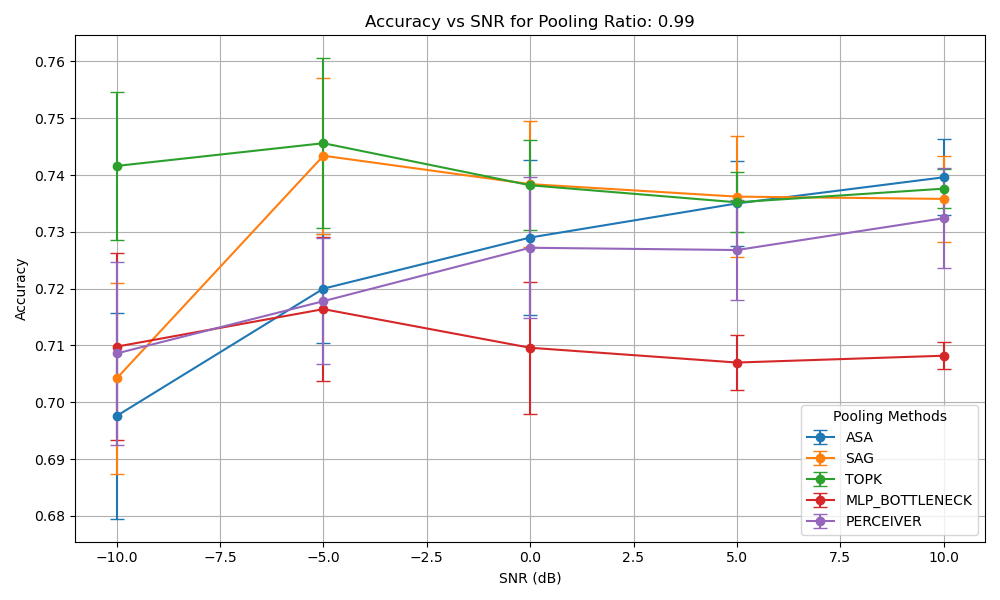 Accuracy vs SNR for Pooling Ratio: 0.99
Accuracy
0.76
0.75
0.74
0.73
0.72
0.71
0.70
0.69
0.68
−10.0 −7.5 −5.0 −2.5 0.0 2.5 5.0 7.5 10.0
SNR (dB)
Pooling Methods
ASA
SAG
TOPK
MLP_BOTTLENECK
PERCEIVER